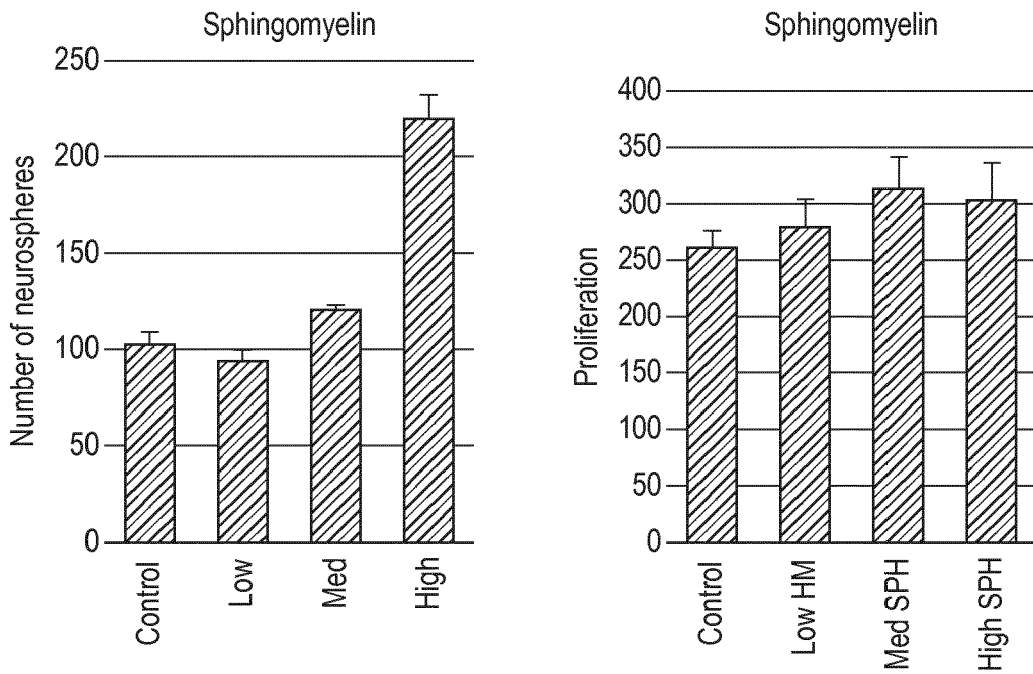 Sphingomyelin
Number of neurospheres
250
200
150
100
50
0
Control
Low
Med
High
Sphingomyelin
Proliferation
400
350
300
250
200
150
100
50
0
Control
Low HM
Med SPH
High SPH